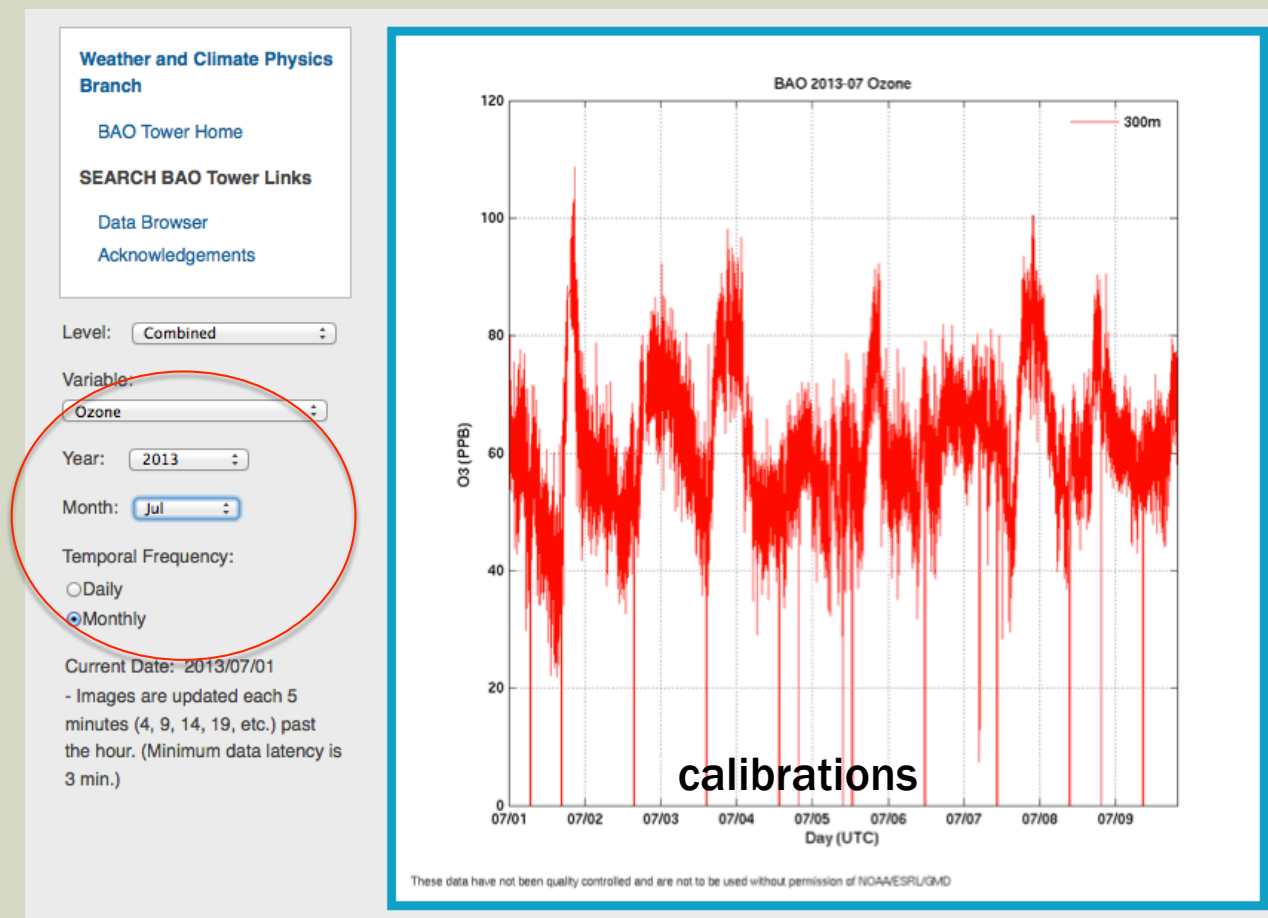 Weather and Climate Physics
Branch
BAO Tower Home
SEARCH BAO Tower Links
Data Browser
Acknowledgements
Level: Combined
Variable:
Ozone
Year: 2013
Month: Jul
Temporal Frequency:
Daily
Monthly
Current Date: 2013/07/01
- Images are updated each 5
minutes (4, 9, 14, 19, etc.) past
the hour. (Minimum data latency is
3 min.)
BAO 2013-07 Ozone
300m
120
100
80
60
40
20
0
O3 (PPB)
calibrations
07/01 07/02 07/03 07/04 07/05 07/06 07/07 07/08 07/09
Day (UTC)
These data have not been quality controlled and are not to be used without permission of NOAA/ESRL/GMD